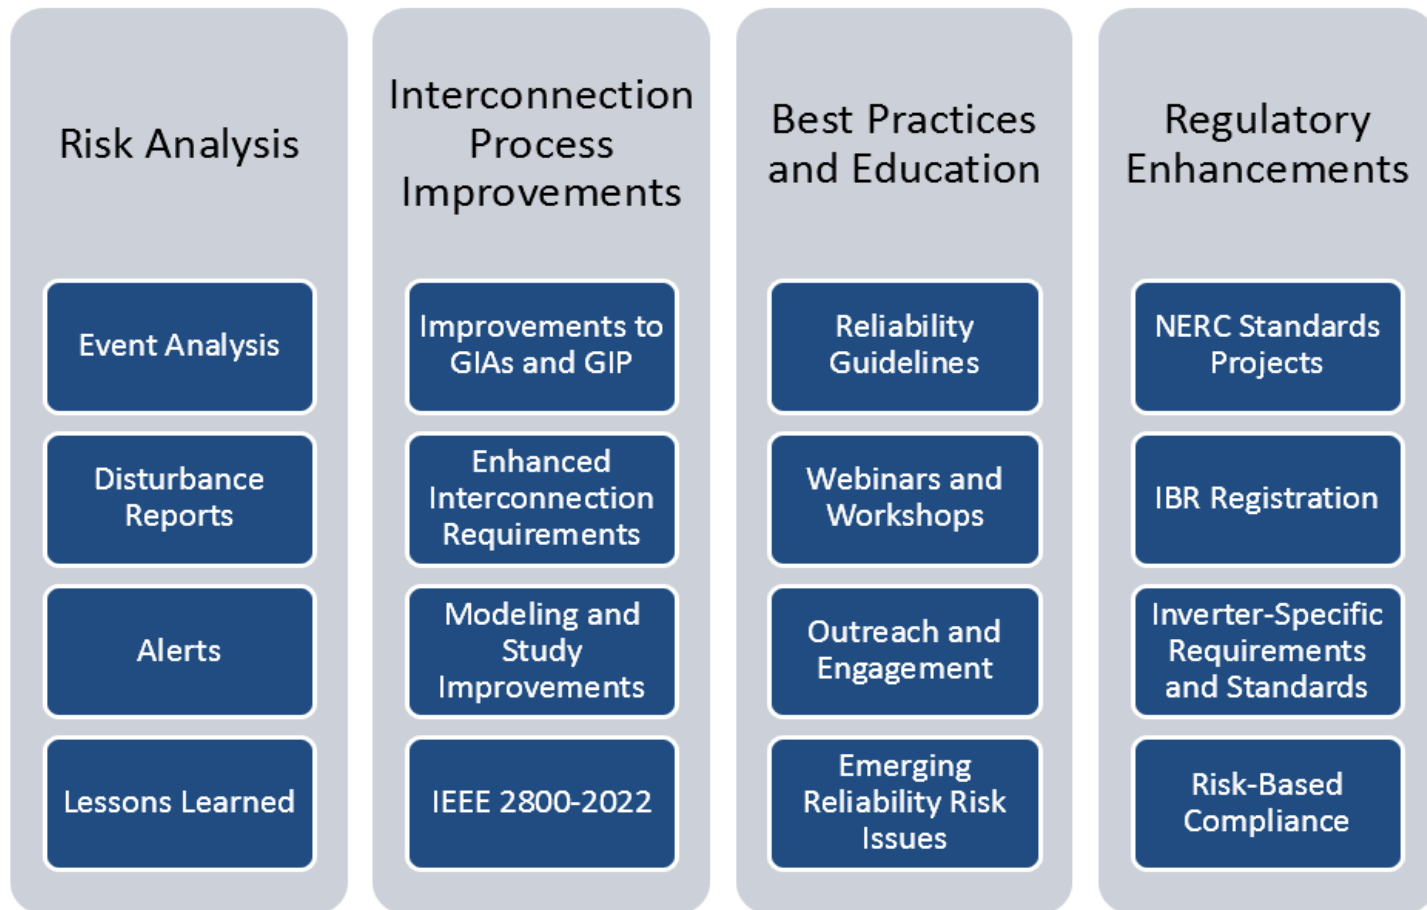 Risk Analysis
Event Analysis
Disturbance
Reports
Alerts
Lessons Learned
Interconnection
Process
Improvements
Improvements to
GIAs and GIP
Enhanced
Interconnection
Requirements
Modeling and
Study
Improvements
IEEE 2800-2022
Best Practices
and Education
Reliability
Guidelines
Webinars and
Workshops
Outreach and
Engagement
Emerging
Reliability Risk
Issues
Regulatory
Enhancements
NERC Standards
Projects
IBR Registration
Inverter-Specific
Requirements
and Standards
Risk-Based
Compliance